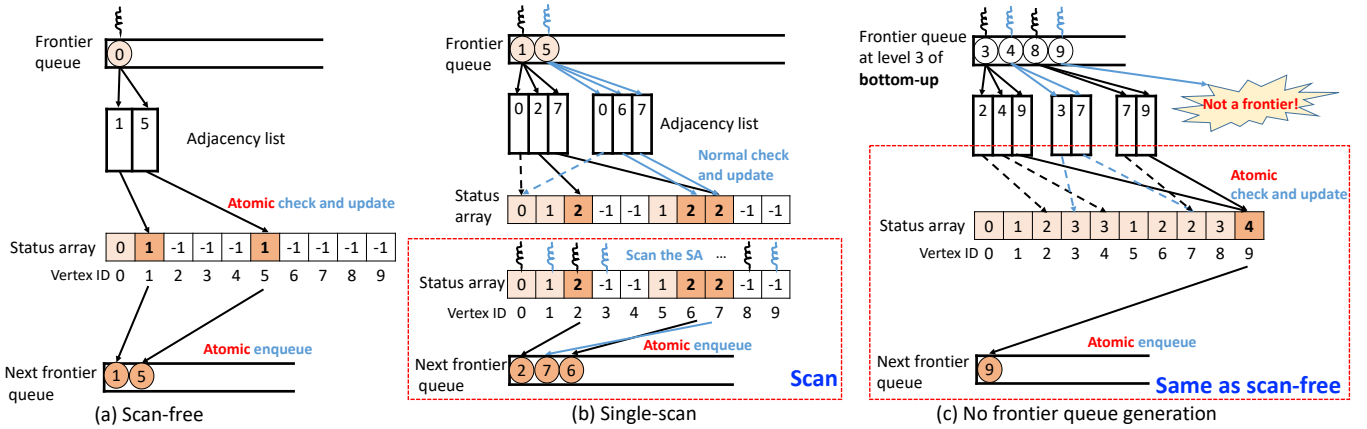 Frontier
queue
0
1 5
Adjacency list
Atomic check and update
Status array 0 1 -1 -1 -1 1 -1 -1 -1 -1
Vertex ID 0 1 2 3 4 5 6 7 8 9
Atomic enqueue
Next frontier
queue
1 5
(a) Scan-free
Frontier
queue
1 5
0 2 7 0 6 7
Adjacency list
Normal check
and update
Status
array
0 1 2 -1 -1 1 2 2 -1 -1
Scan the SA ...
Status array 0 1 2 -1 -1 1 2 2 -1 -1
Vertex ID 0 1 2 3 4 5 6 7 8 9
Atomic enqueue
Next frontier
queue
2 7 6
Scan
(b) Single-scan
Frontier queue
at level 3 of
bottom-up
3 4 8 9
Not a frontier!
2 4 9 3 7 7 9
Atomic
check and update
Status array 0 1 2 3 3 1 2 2 3 4
Vertex ID 0 1 2 3 4 5 6 7 8 9
Atomic enqueue
Next frontier
queue
9
Same as scan-free
(c) No frontier queue generation